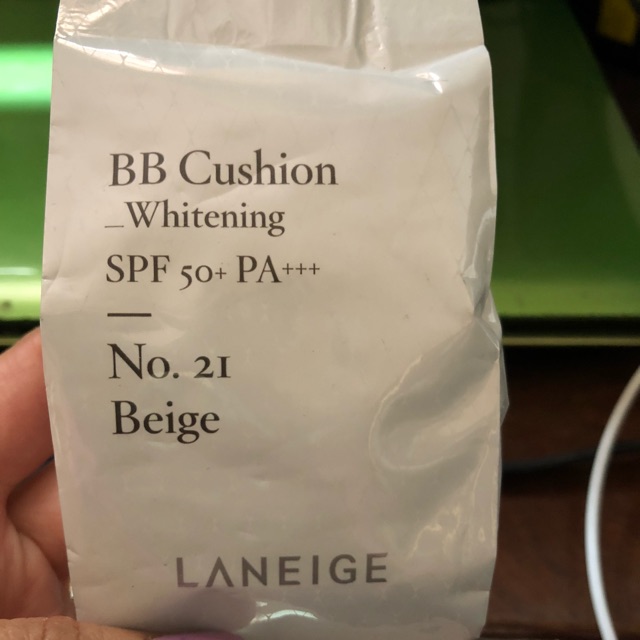 BB Cushion
_Whitening
SPF 50+ PA+++
No. 21
Beige
LANEIGE